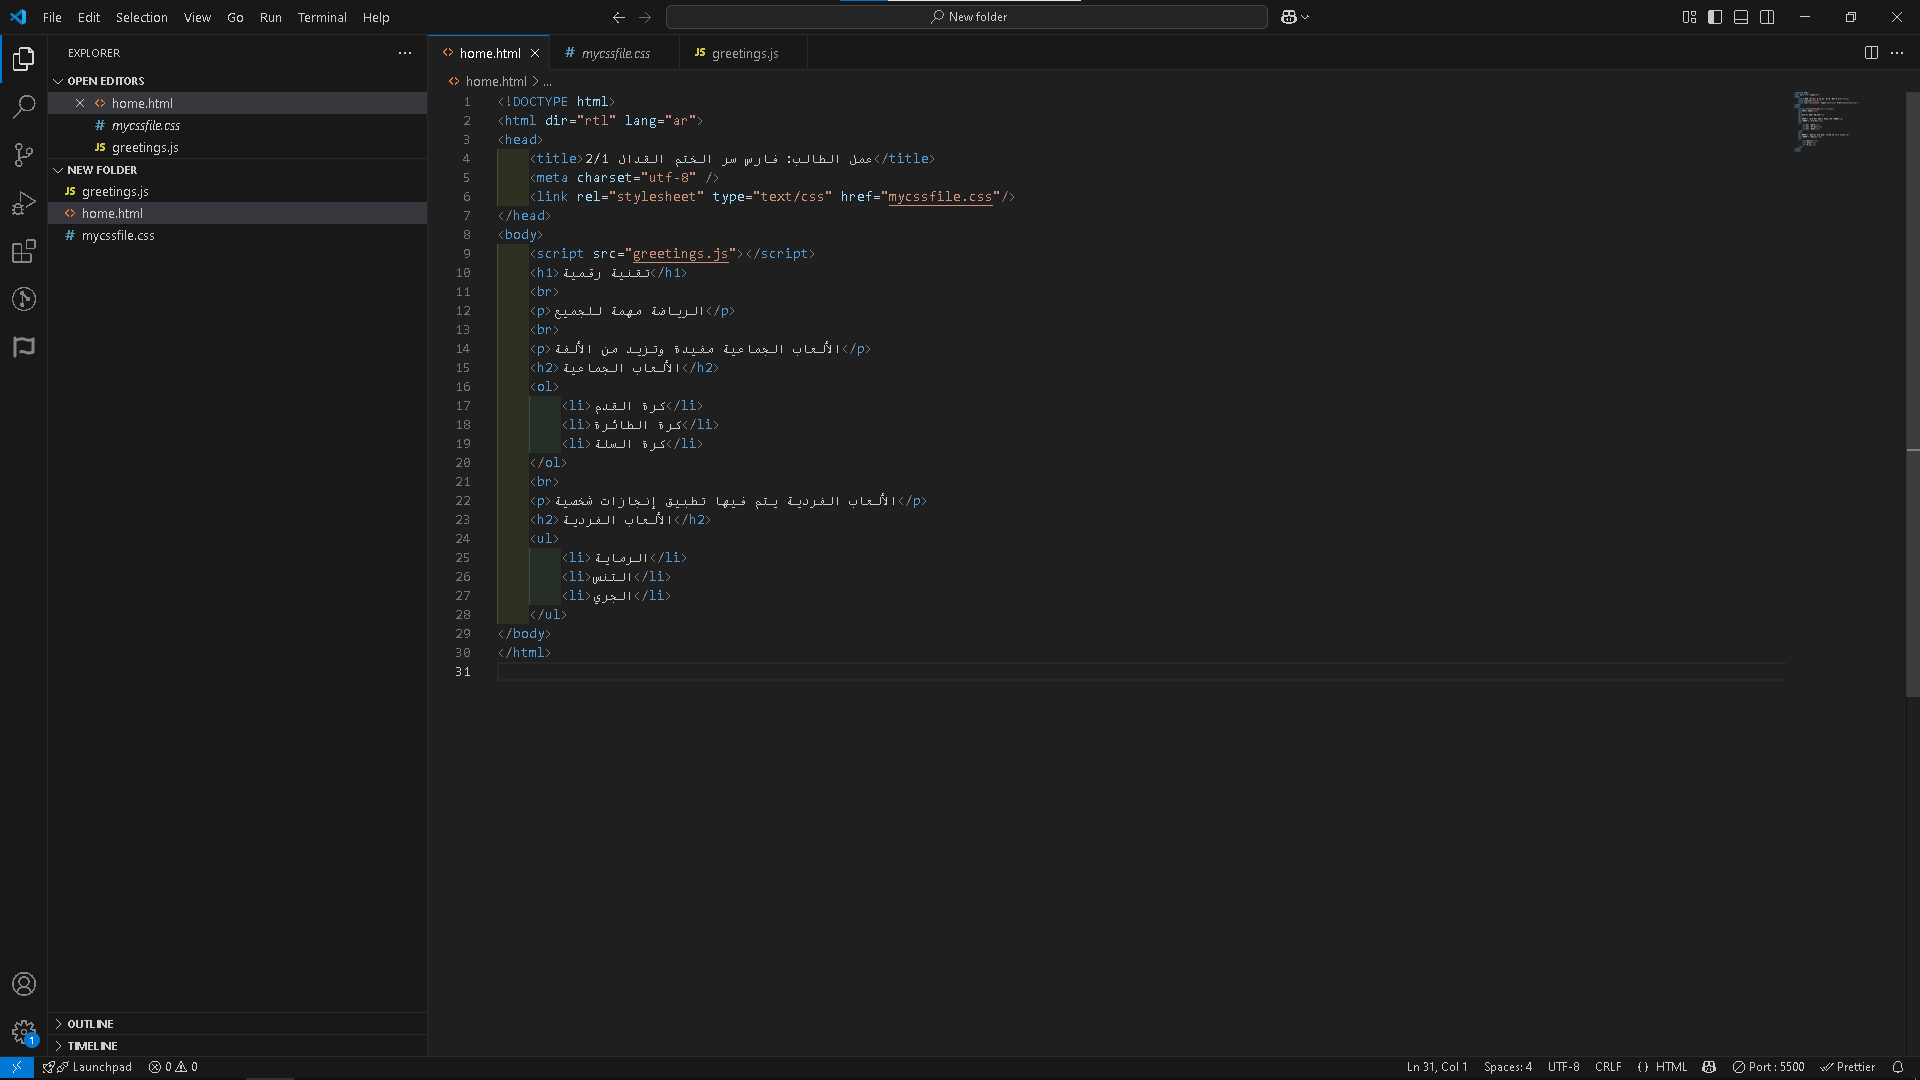 File Edit Selection View Go Run Terminal Help
New folder
EXPLORER
OPEN EDITORS
home.html
mycssfile.css
greetings.js
NEW FOLDER
greetings.js
home.html
mycssfile.css
OUTLINE
TIMELINE
home.html mycssfile.css greetings.js
home.html > ...
1 <!DOCTYPE html>
2 <html dir="rtl" lang="ar">
3 <head>
4 <title>عمل الطالب: فارس سر الختم القدال 2/1</title>
5 <meta charset="utf-8" />
6 <link rel="stylesheet" type="text/css" href="mycssfile.css"/>
7 </head>
8 <body>
9 <script src="greetings.js"></script>
10 <h1>تقنية رقمية</h1>
11 <br>
12 <p>الرياضة مهمة للجميع</p>
13 <br>
14 <p>الألعاب الجماعية مفيدة وتزيد من الألفة</p>
15 <h2>الألعاب الجماعية</h2>
16 <ol>
17 <li>كرة القدم</li>
18 <li>كرة الطائرة</li>
19 <li>كرة السلة</li>
20 </ol>
21 <br>
22 <p>الألعاب الفردية يتم فيها تطبيق إنجازات شخصية</p>
23 <h2>الألعاب الفردية</h2>
24 <ul>
25 <li>الرماية</li>
26 <li>التنس</li>
27 <li>الجري</li>
28 </ul>
29 </body>
30 </html>
31
1
Launchpad 0 0 Ln 31, Col 1 Spaces: 4 UTF-8 CRLF {} HTML Port : 5500 Prettier